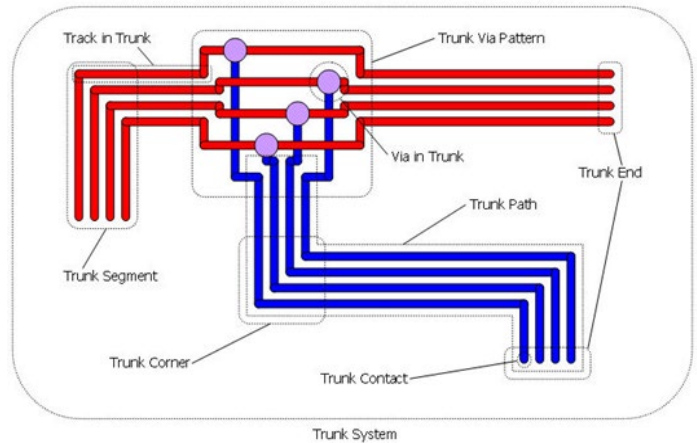 Track in Trunk
Trunk Via Pattern
Via in Trunk
Trunk End
Trunk Path
Trunk Segment
Trunk Corner
Trunk Contact
Trunk System